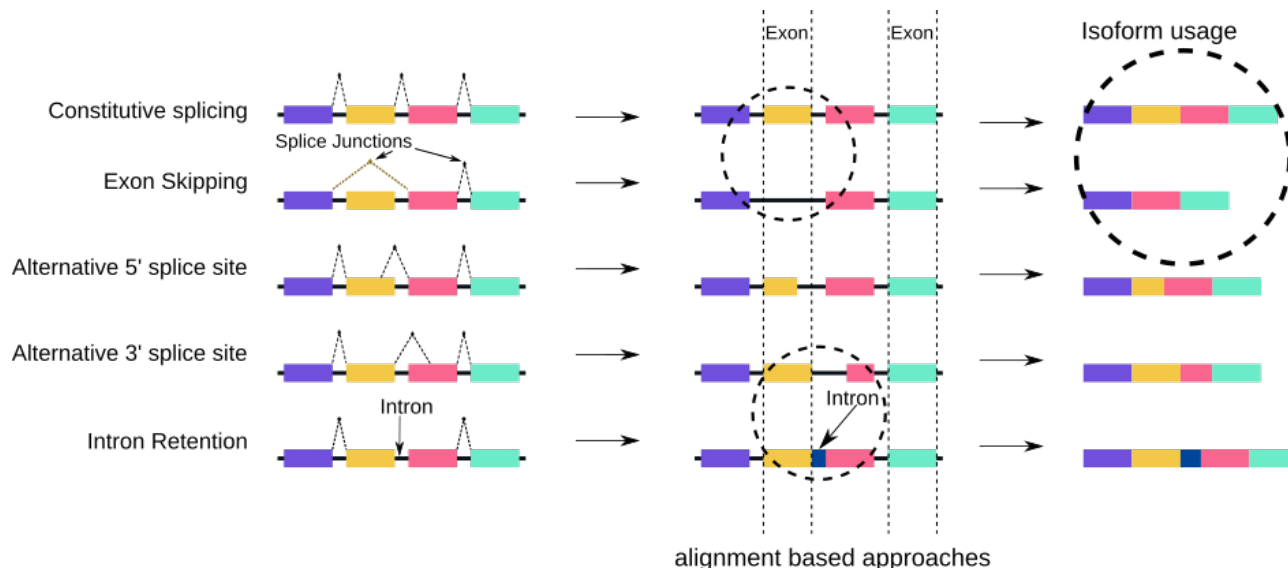 Exon Exon Isoform usage
Constitutive splicing
Splice Junctions
Exon Skipping
Alternative 5' splice site
Alternative 3' splice site
Intron Intron
Intron Retention
alignment based approaches